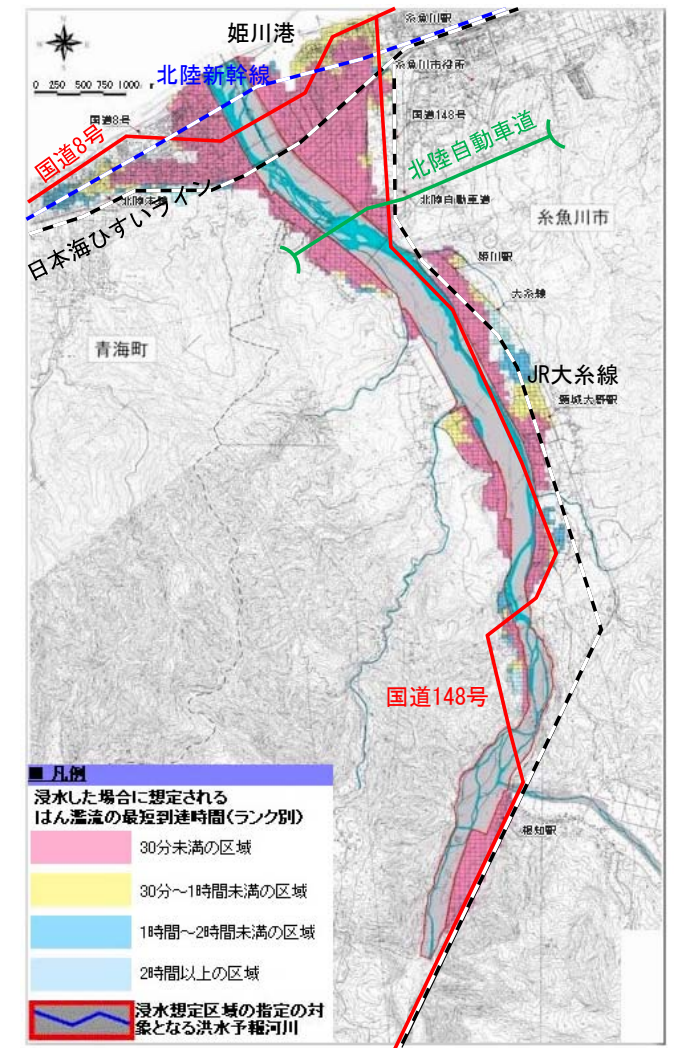 糸魚川駅
姫川港
糸魚川市役所
北陸新幹線
0 250 500 750 1000
国道8号
国道148号
国道8号
北陸自動車道
北陸本線
北陸自動車道
日本海ひすいライン
糸魚川市
姫川駅
大糸線
青海町
JR大糸線
頸城大野駅
国道148号
根知駅
■ 凡例
浸水した場合に想定される
はん濫流の最短到達時間(ランク別)
30分未満の区域
30分~1時間未満の区域
1時間~2時間未満の区域
2時間以上の区域
浸水想定区域の指定の対
象となる洪水予報河川